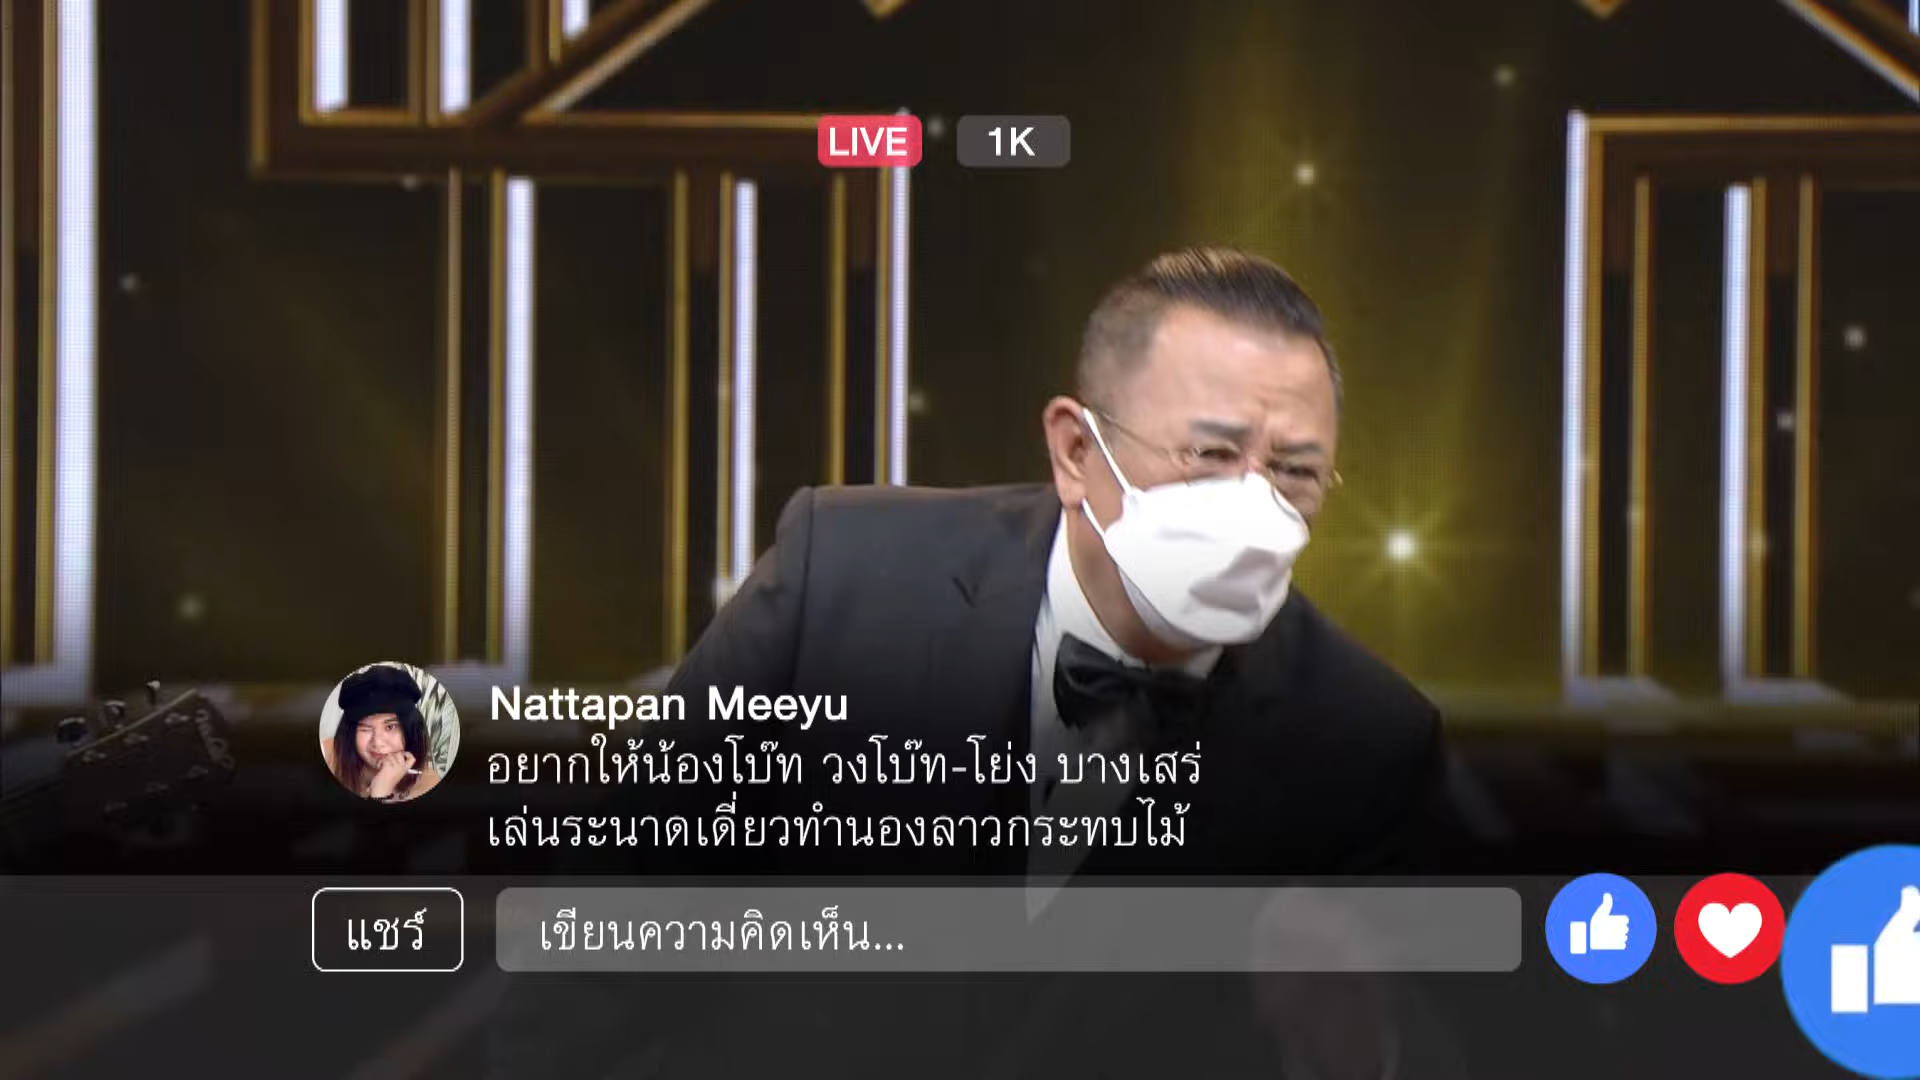 LIVE 1K
Nattapan Meeyu
อยากให้น้องโบ๊ท วงโบ๊ท-โย่ง บางเสร่
เล่นระนาดเดี่ยวทำนองลาวกระทบไม้
แชร์ เขียนความคิดเห็น...